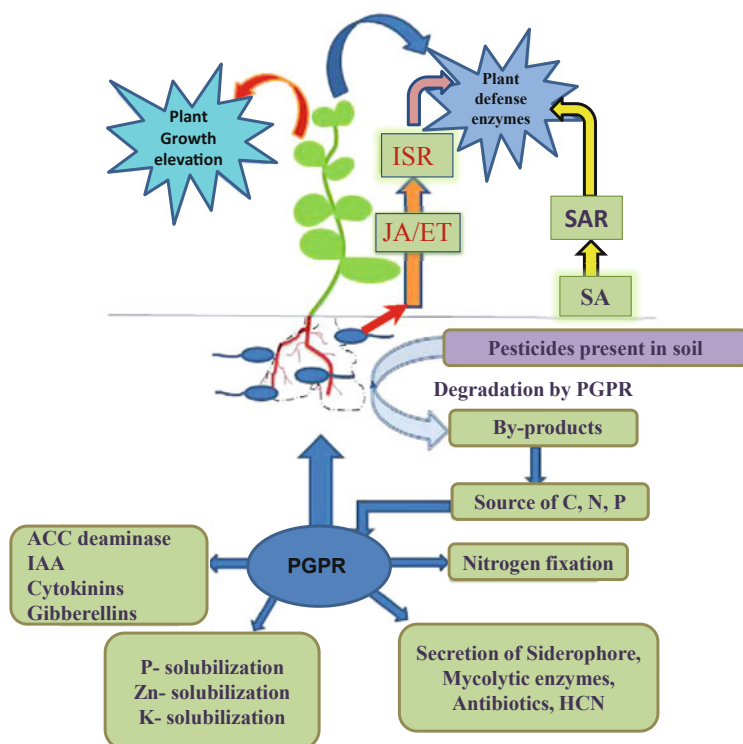 Plant
Growth
elevation
Plant
defense
enzymes
ISR
JA/ET
SAR
SA
Pesticides present in soil
Degradation by PGPR
By-products
Source of C, N, P
ACC deaminase
IAA
Cytokinins
Gibberellins
PGPR
Nitrogen fixation
P- solubilization
Zn- solubilization
K- solubilization
Secretion of Siderophore,
Mycolytic enzymes,
Antibiotics, HCN